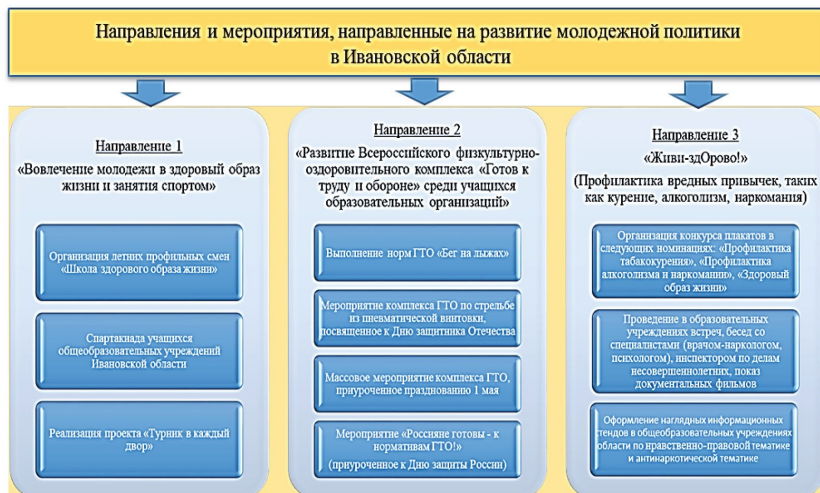 Направления и мероприятия, направленные на развитие молодежной политики
в Ивановской области
Направление 1
«Вовлечение молодежи в здоровый образ
жизни и занятия спортом»
Организация летних профильных смен
«Школа здорового образа жизни»
Спартакиада учащихся
общеобразовательных учреждений
Ивановской области
Реализация проекта «Турник в каждый
двор»
Направление 2
«Развитие Всероссийского физкультурно-
оздоровительного комплекса «Готов к
труду и обороне» среди учащихся
образовательных организаций»
Выполнение норм ГТО «Бег на лыжах»
Мероприятие комплекса ГТО по стрельбе
из пневматической винтовки,
посвященное к Дню защитника Отечества
Массовое мероприятие комплекса ГТО,
приуроченное празднованию 1 мая
Мероприятие «Россияне готовы - к
нормативам ГТО!»
(приуроченное к Дню защиты России)
Направление 3
«Живи-здОрово!»
(Профилактика вредных привычек, таких
как курение, алкоголизм, наркомания)
Организация конкурса плакатов в
следующих номинациях: «Профилактика
табакокурения», «Профилактика
алкоголизма и наркомании», «Здоровый
образ жизни»
Проведение в образовательных
учреждениях встреч, бесед со
специалистами (врачом-наркологом,
психологом), инспектором по делам
несовершеннолетних, показ
документальных фильмов
Оформление наглядных информационных
стендов в общеобразовательных учреждениях
области по нравственно-правовой тематике
и антинаркотической тематике